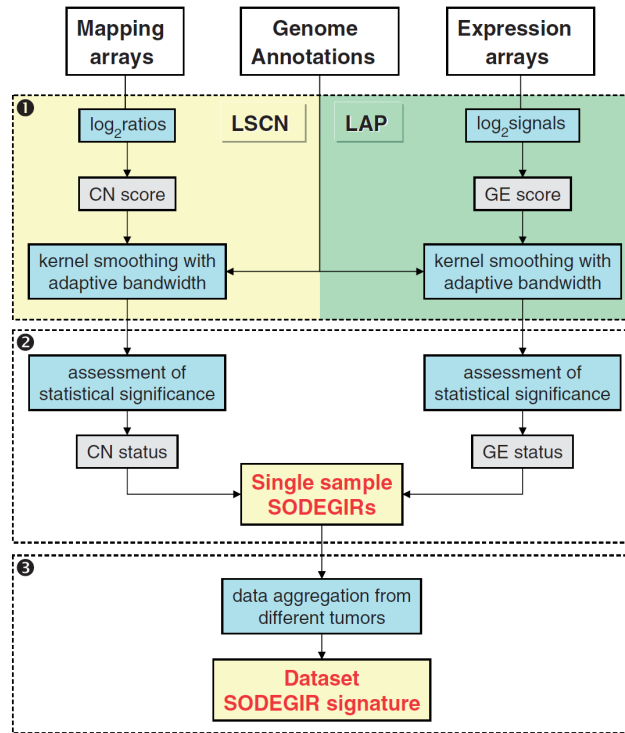 Mapping
arrays
Genome
Annotations
Expression
arrays
❶
log₂ratios
LSCN
LAP
log₂signals
CN score
GE score
kernel smoothing with
adaptive bandwidth
kernel smoothing with
adaptive bandwidth
❷
assessment of
statistical significance
assessment of
statistical significance
CN status
GE status
Single sample
SODEGIRs
❸
data aggregation from
different tumors
Dataset
SODEGIR signature